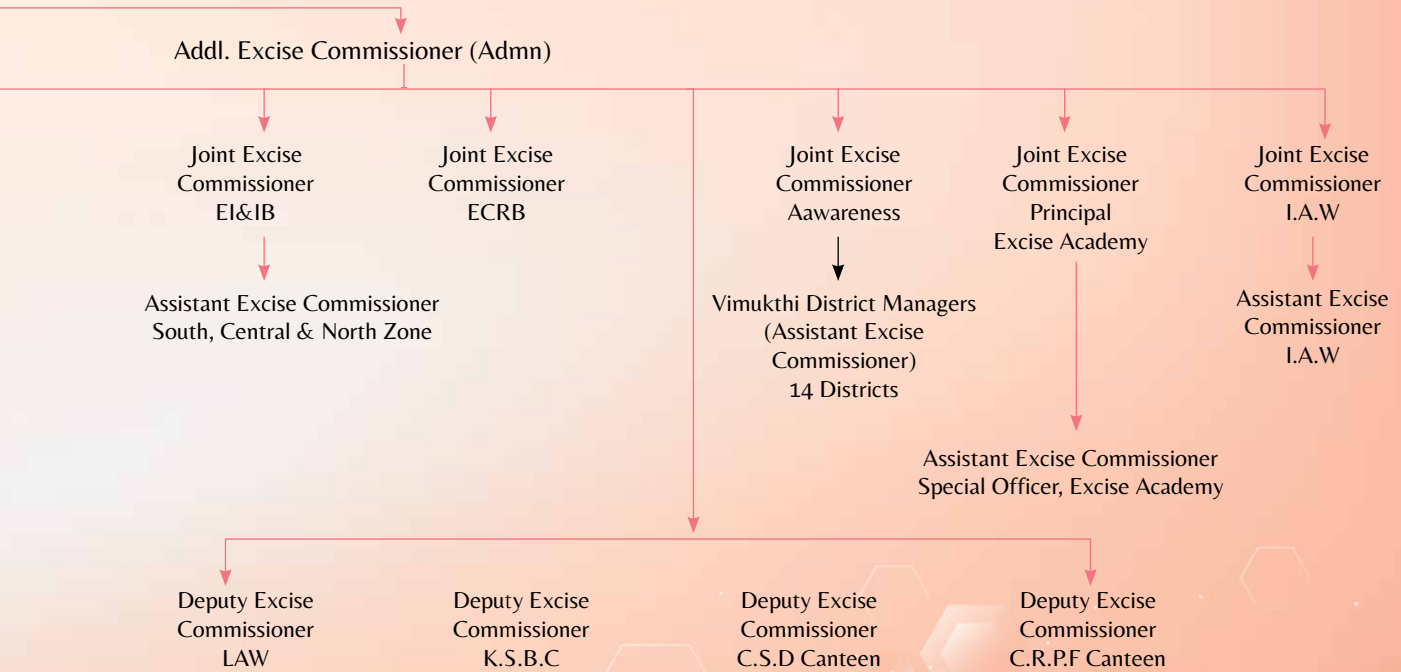 Addl. Excise Commissioner (Admn)
Joint Excise
Commissioner
EI&IB
Joint Excise
Commissioner
ECRB
Joint Excise
Commissioner
Aawareness
Joint Excise
Commissioner
Principal
Excise Academy
Joint Excise
Commissioner
I.A.W
Assistant Excise Commissioner
South, Central & North Zone
Vimukthi District Managers
(Assistant Excise
Commissioner)
14 Districts
Assistant Excise
Commissioner
I.A.W
Assistant Excise Commissioner
Special Officer, Excise Academy
Deputy Excise
Commissioner
LAW
Deputy Excise
Commissioner
K.S.B.C
Deputy Excise
Commissioner
C.S.D Canteen
Deputy Excise
Commissioner
C.R.P.F Canteen